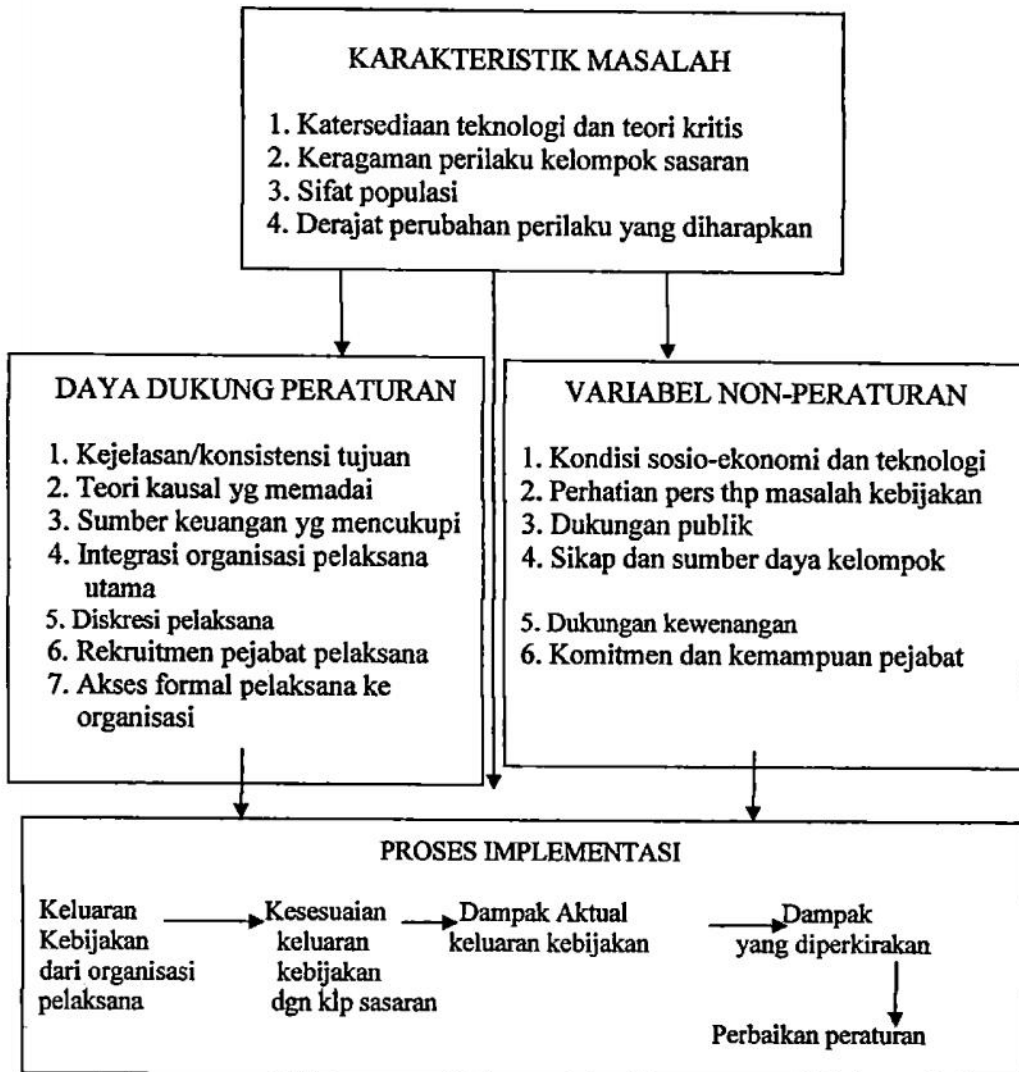 KARAKTERISTIK MASALAH
1. Katersediaan teknologi dan teori kritis
2. Keragaman perilaku kelompok sasaran
3. Sifat populasi
4. Derajat perubahan perilaku yang diharapkan
DAYA DUKUNG PERATURAN
1. Kejelasan/konsistensi tujuan
2. Teori kausal yg memadai
3. Sumber keuangan yg mencukupi
4. Integrasi organisasi pelaksana
utama
5. Diskresi pelaksana
6. Rekruitmen pejabat pelaksana
7. Akses formal pelaksana ke
organisasi
VARIABEL NON-PERATURAN
1. Kondisi sosio-ekonomi dan teknologi
2. Perhatian pers thp masalah kebijakan
3. Dukungan publik
4. Sikap dan sumber daya kelompok
5. Dukungan kewenangan
6. Komitmen dan kemampuan pejabat
PROSES IMPLEMENTASI
Keluaran
Kebijakan
dari organisasi
pelaksana
Kesesuaian
keluaran
kebijakan
dgn klp sasaran
Dampak Aktual
keluaran kebijakan
Dampak
yang diperkirakan
Perbaikan peraturan